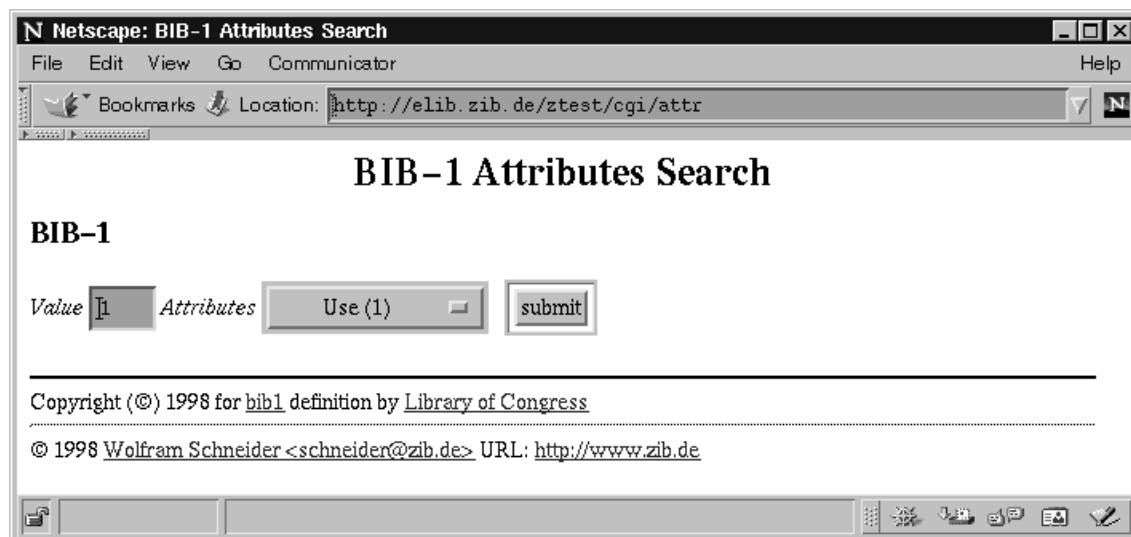 N Netscape: BIB-1 Attributes Search
File Edit View Go Communicator Help
Bookmarks Location: http://elib.zib.de/ztest/cgi/attr N
BIB–1 Attributes Search
BIB–1
Value 1 Attributes Use (1) submit
Copyright (©) 1998 for bib1 definition by Library of Congress
© 1998 Wolfram Schneider <schneider@zib.de> URL: http://www.zib.de